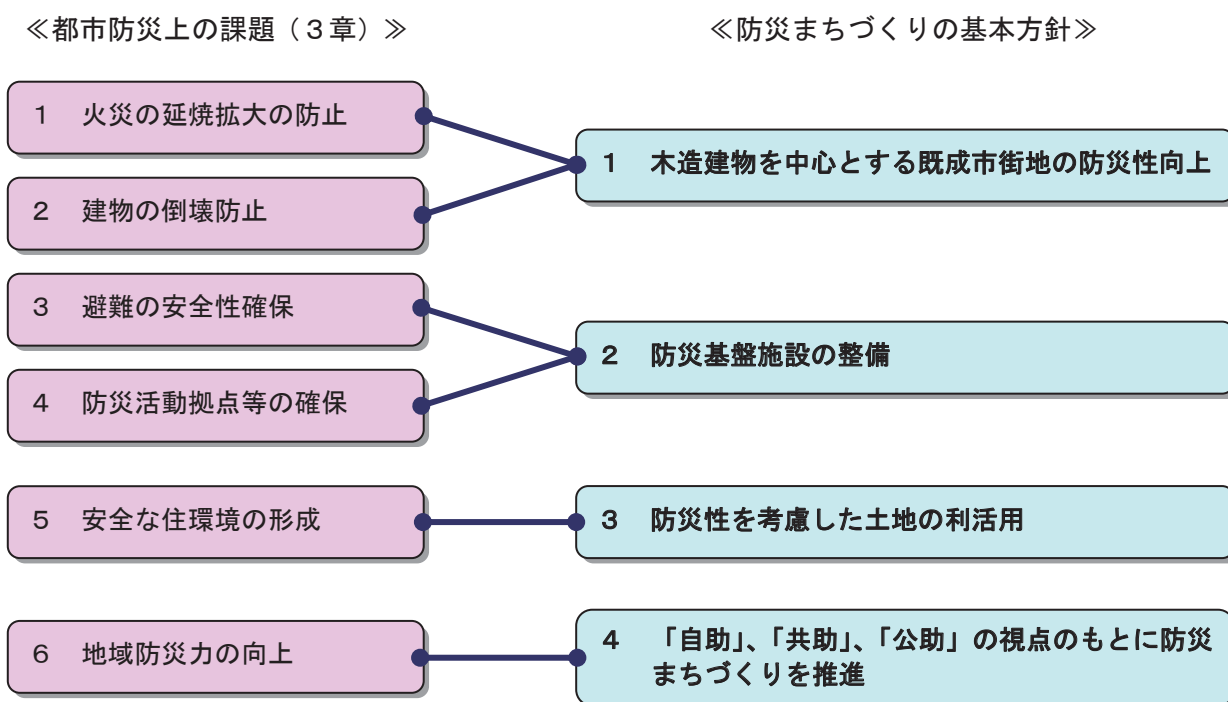 ≪都市防災上の課題（３章）≫
≪防災まちづくりの基本方針≫
１　火災の延焼拡大の防止
２　建物の倒壊防止
３　避難の安全性確保
４　防災活動拠点等の確保
５　安全な住環境の形成
６　地域防災力の向上
１　木造建物を中心とする既成市街地の防災性向上
２　防災基盤施設の整備
３　防災性を考慮した土地の利活用
４　「自助」、「共助」、「公助」の視点のもとに防災
まちづくりを推進